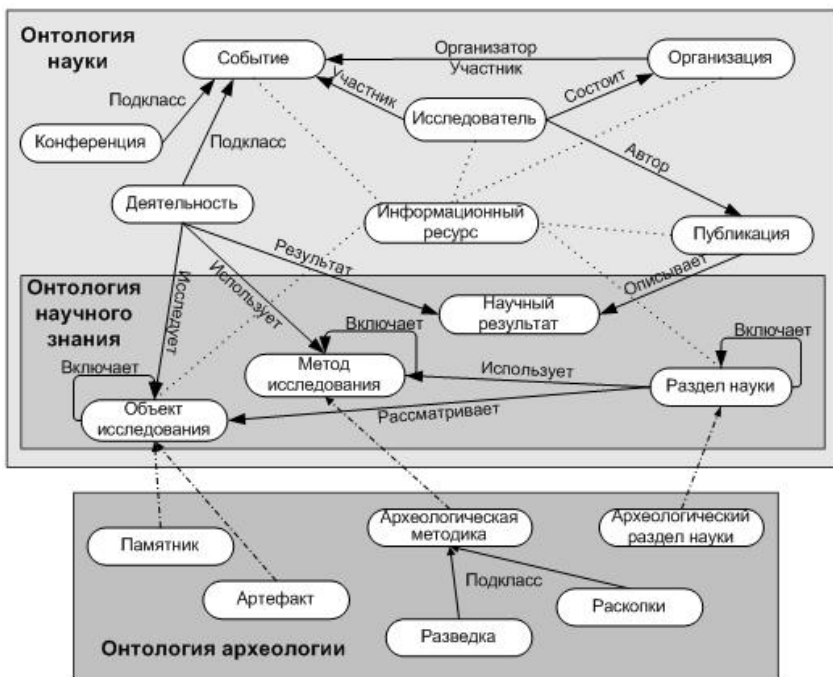 Онтология
науки
Событие
Организатор
Участник
Организация
Подкласс
Участник
Состоит
Исследователь
Конференция
Подкласс
Автор
Деятельность
Информационный
ресурс
Публикация
Результат
Описывает
Исследует
Использует
Онтология
научного
знания
Научный
результат
Включает
Включает
Включает
Метод
исследования
Использует
Раздел науки
Объект
исследования
Рассматривает
Памятник
Археологическая
методика
Археологический
раздел науки
Артефакт
Подкласс
Раскопки
Разведка
Онтология археологии